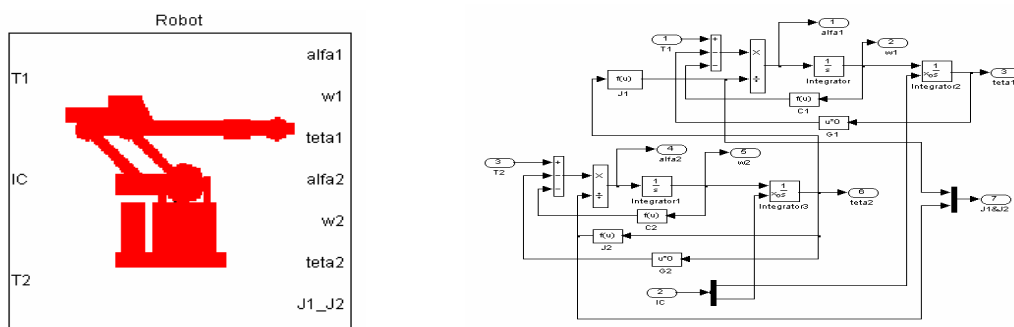 Robot
T1
IC
T2
alfa1
w1
teta1
alfa2
w2
teta2
J1_J2
1
alfa1
1
T1
+
-
-
×
÷
1
s
Integrator
2
w1
1
xo s
Integrator2
3
teta1
f(u)
J1
f(u)
C1
u*0
G1
4
alfa2
5
w2
3
T2
+
-
-
×
÷
1
s
Integrator1
1
xo s
Integrator3
6
teta2
f(u)
C2
f(u)
J2
u*0
G2
7
J1&J2
2
IC